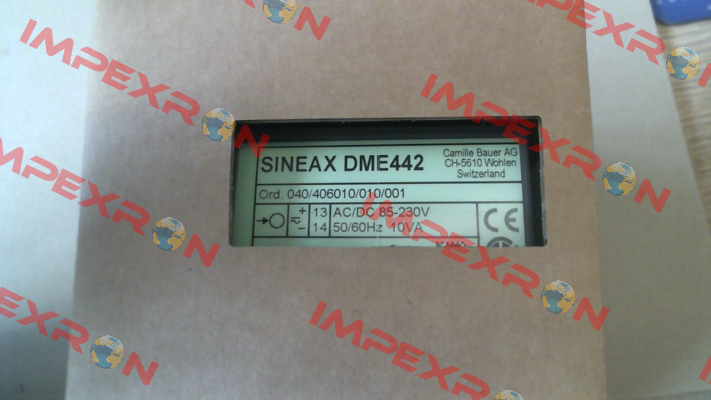 SINEAX DME442
Camille Bauer AG
CH-5610 Wohlen
Switzerland
Ord. 040/406010/010/001
+ 13 AC/DC 85-230V
− 14 50/60Hz 10VA
CE
IMPEXRON
IMPEXRON
IMPEXRON
IMPEXRON
IMPEXRON
IMPEXRON